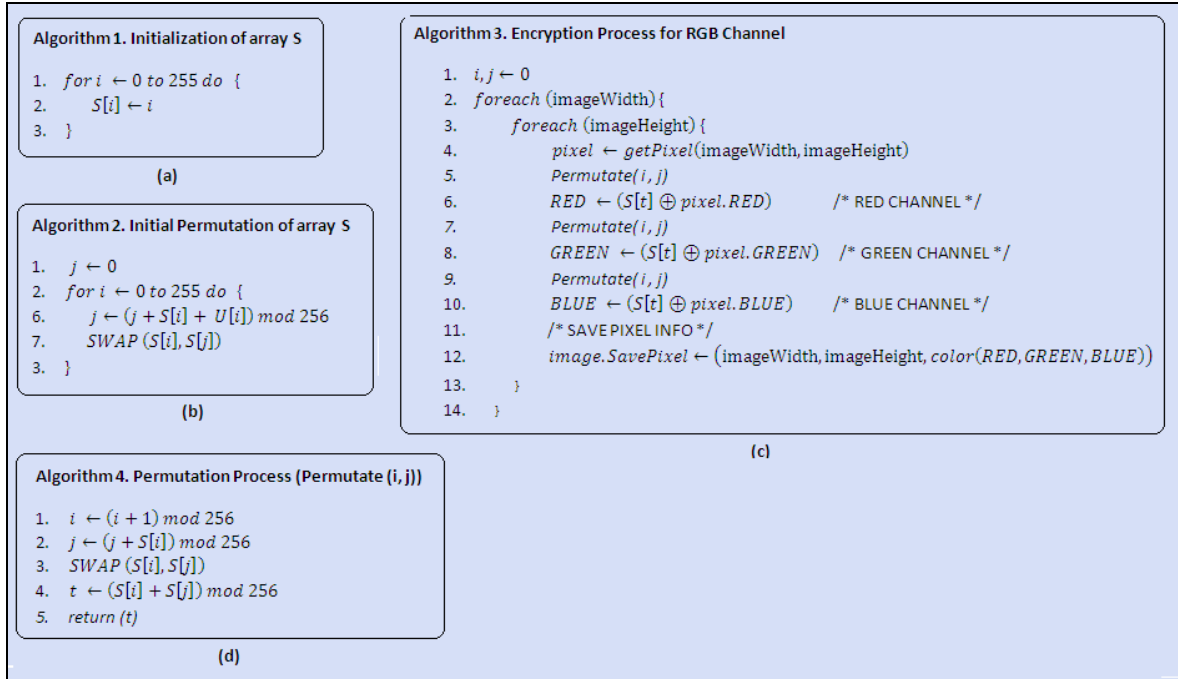 Algorithm 1. Initialization of array S
1. for i ← 0 to 255 do {
2. S[i] ← i
3. }
(a)
Algorithm 2. Initial Permutation of array S
1. j ← 0
2. for i ← 0 to 255 do {
6. j ← (j + S[i] + U[i]) mod 256
7. SWAP (S[i], S[j])
3. }
(b)
Algorithm 3. Encryption Process for RGB Channel
1. i, j ← 0
2. foreach (imageWidth){
3. foreach (imageHeight) {
4. pixel ← getPixel(imageWidth, imageHeight)
5. Permutate(i, j)
6. RED ← (S[t] ⊕ pixel.RED) /* RED CHANNEL */
7. Permutate(i, j)
8. GREEN ← (S[t] ⊕ pixel.GREEN) /* GREEN CHANNEL */
9. Permutate(i, j)
10. BLUE ← (S[t] ⊕ pixel.BLUE) /* BLUE CHANNEL */
11. /* SAVE PIXEL INFO */
12. image.SavePixel ← (imageWidth, imageHeight, color(RED, GREEN, BLUE))
13. }
14. }
(c)
Algorithm 4. Permutation Process (Permutate (i, j))
1. i ← (i + 1) mod 256
2. j ← (j + S[i]) mod 256
3. SWAP (S[i], S[j])
4. t ← (S[i] + S[j]) mod 256
5. return (t)
(d)